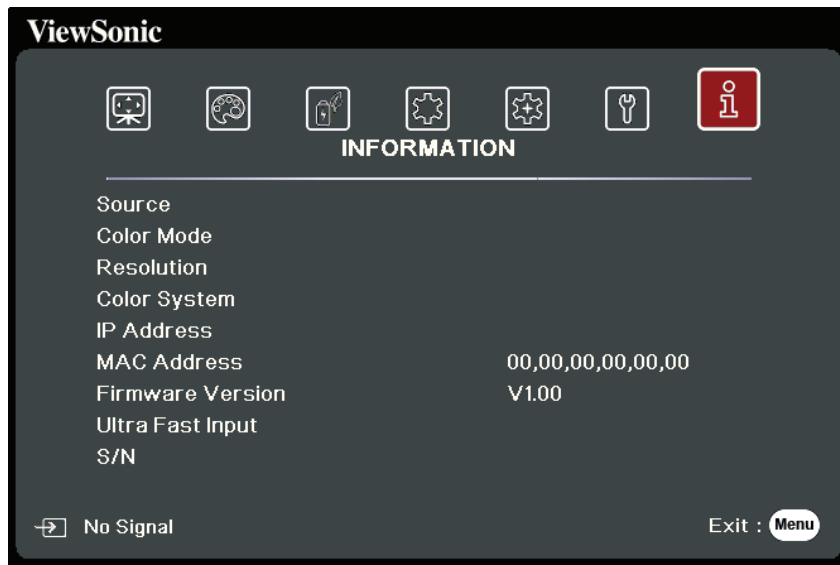 ViewSonic
INFORMATION
Source
Color Mode
Resolution
Color System
IP Address
MAC Address 00,00,00,00,00,00
Firmware Version V1.00
Ultra Fast Input
S/N
No Signal Exit : Menu